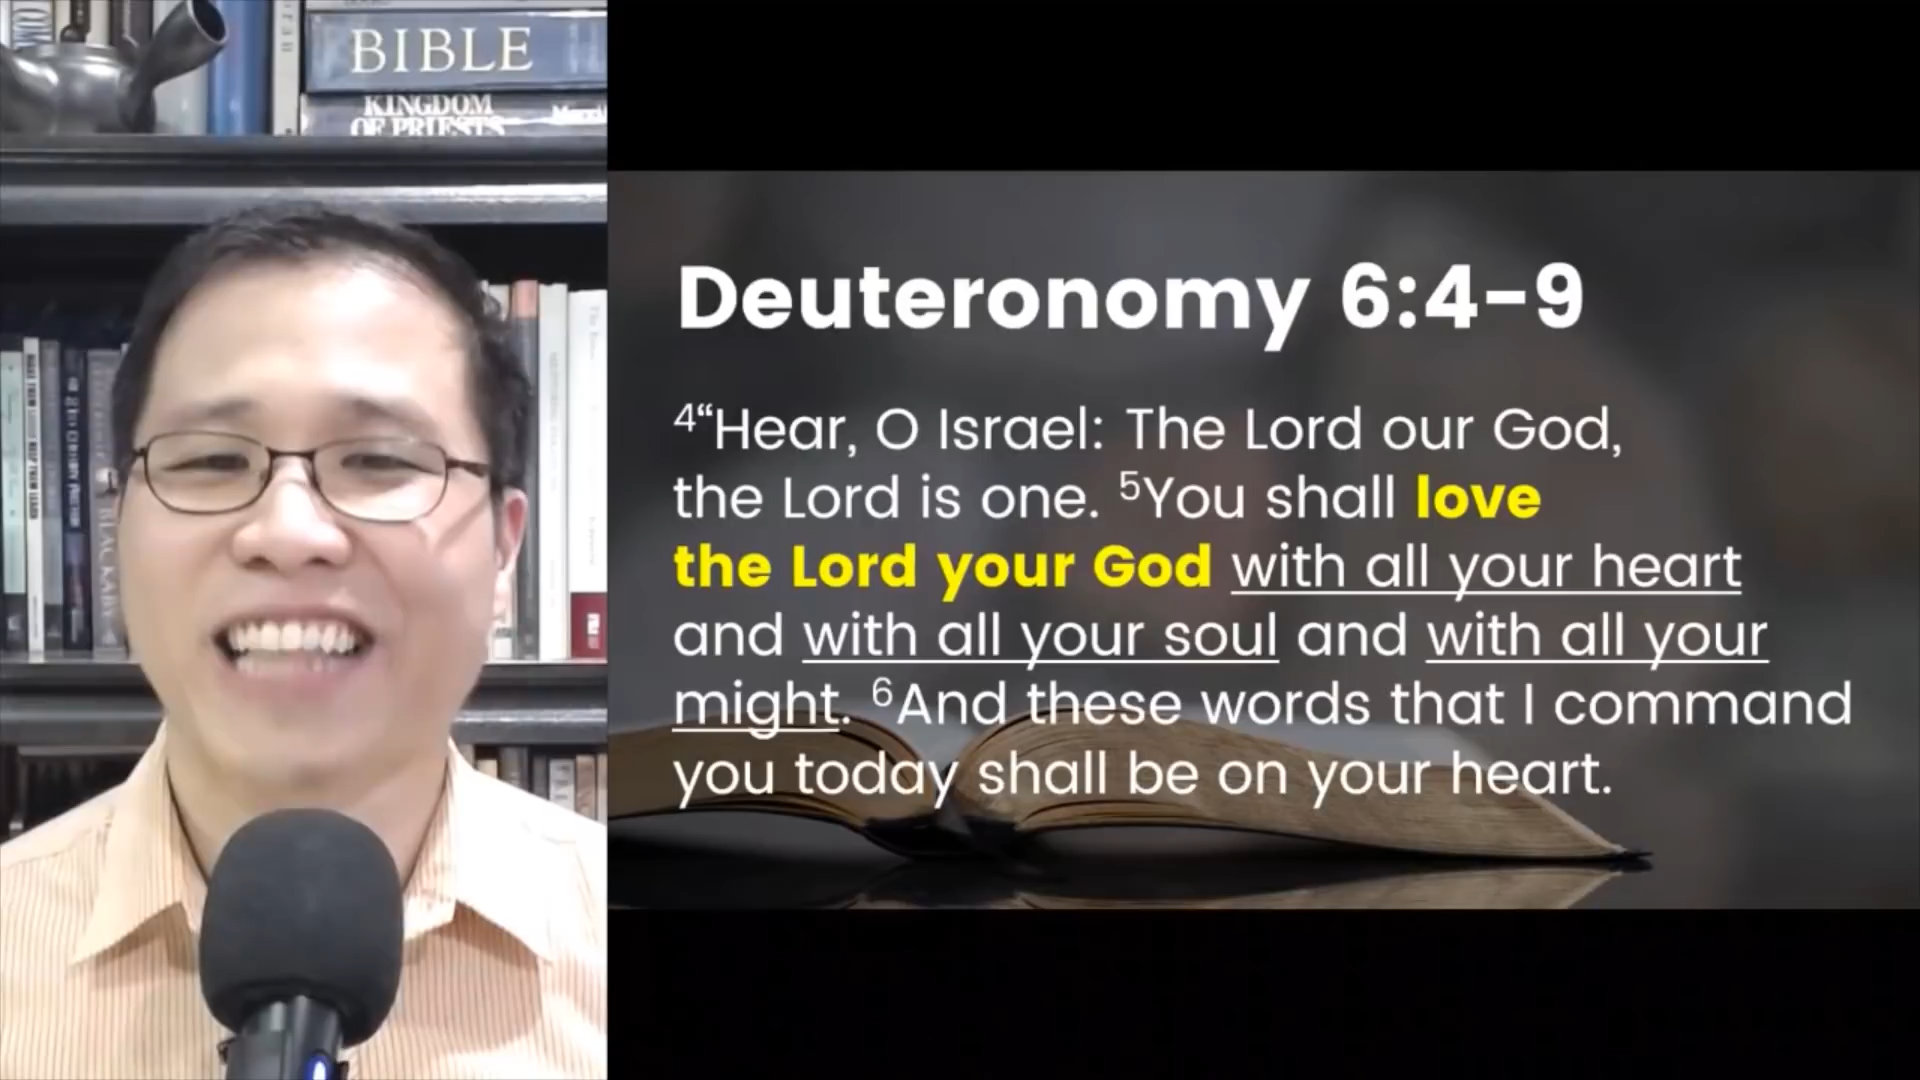 BIBLE
KINGDOM
OF PRIESTS
BLACKABY
Deuteronomy 6:4-9
⁴“Hear, O Israel: The Lord our God,
the Lord is one. ⁵You shall love
the Lord your God with all your heart
and with all your soul and with all your
might. ⁶And these words that I command
you today shall be on your heart.